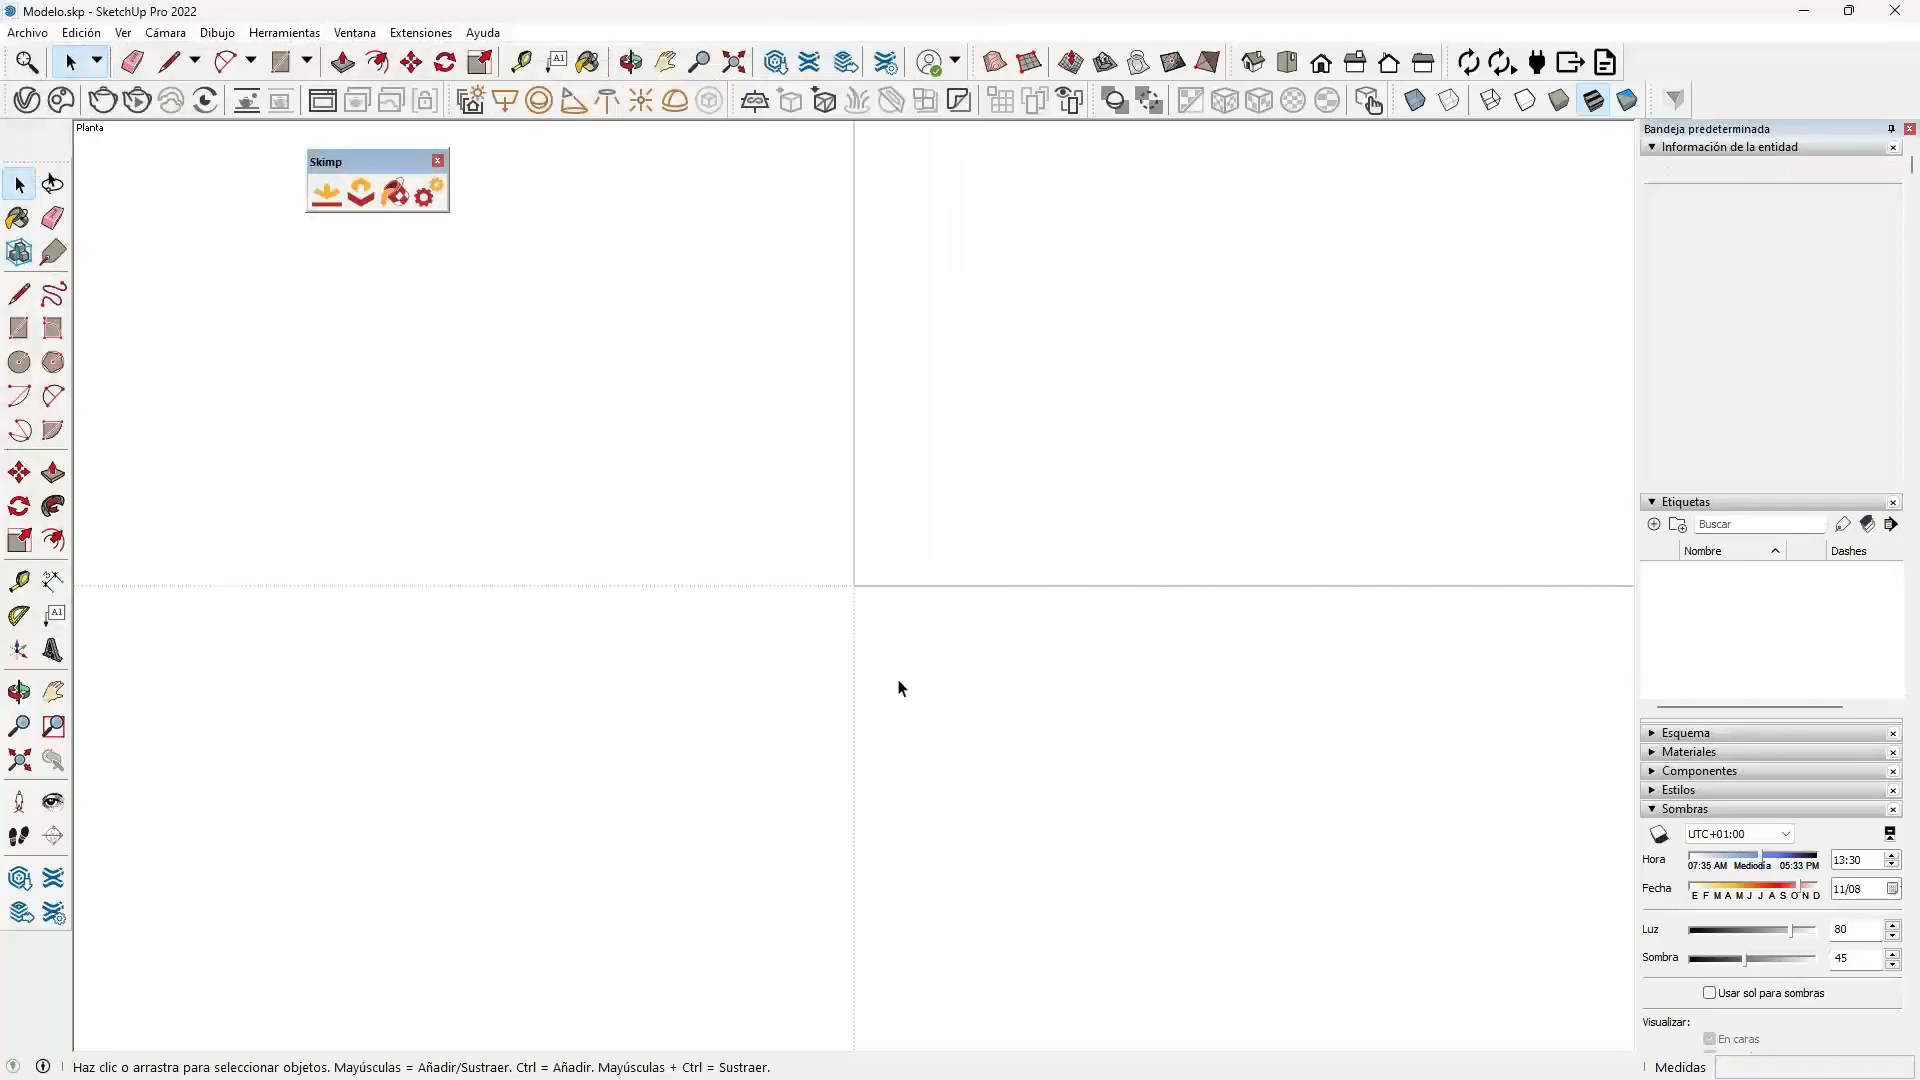 Modelo.skp - SketchUp Pro 2022
Archivo Edición Ver Cámara Dibujo Herramientas Ventana Extensiones Ayuda
A1
Planta
Skimp
A1
Bandeja predeterminada
Información de la entidad
Etiquetas
Buscar
Nombre Dashes
Esquema
Materiales
Componentes
Estilos
Sombras
UTC+01:00
Hora 07:35 AM Mediodía 05:33 PM 13:30
Fecha E F M A M J J A S O N D 11/08
Luz 80
Sombra 45
Usar sol para sombras
Visualizar:
En caras
Haz clic o arrastra para seleccionar objetos. Mayúsculas = Añadir/Sustraer. Ctrl = Añadir. Mayúsculas + Ctrl = Sustraer.
Medidas